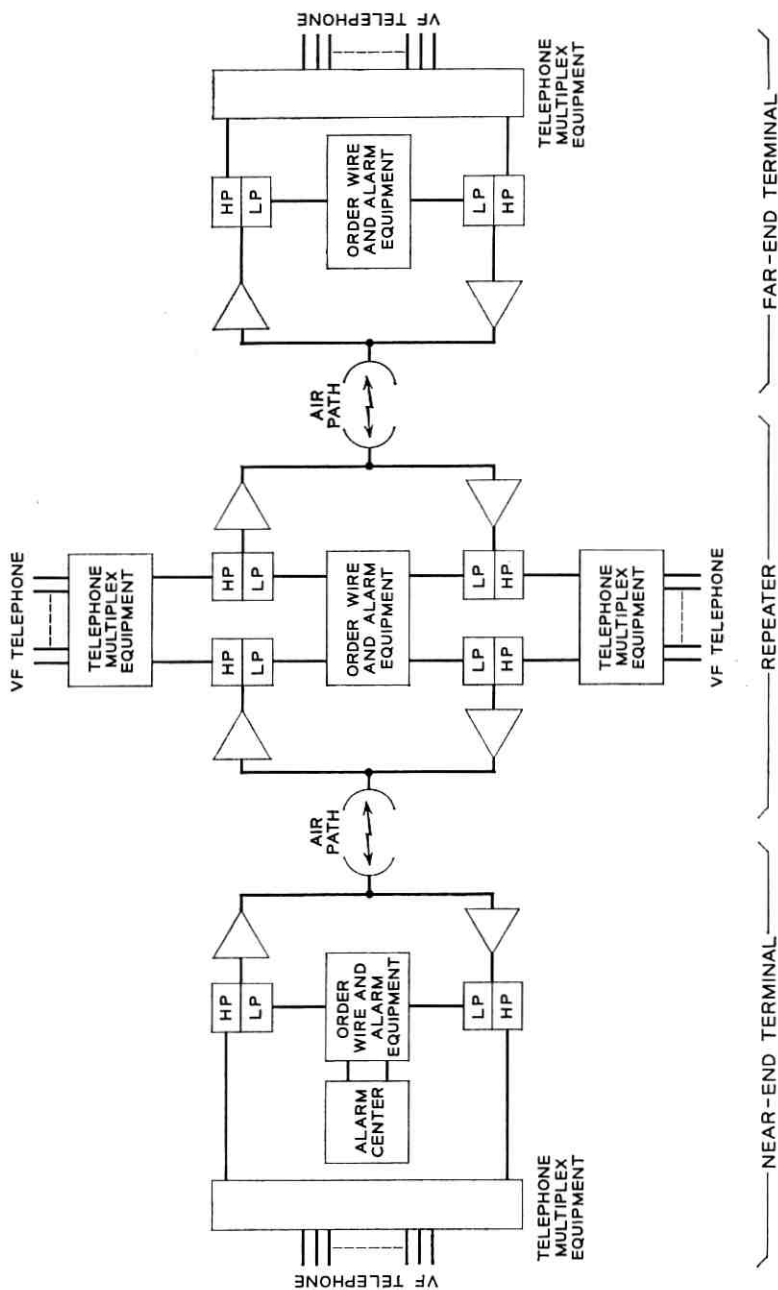 VF TELEPHONE
TELEPHONE
MULTIPLEX
EQUIPMENT
ALARM
CENTER
ORDER
WIRE AND
ALARM
EQUIPMENT
HP
LP
LP
HP
AIR
PATH
NEAR-END TERMINAL
VF TELEPHONE
TELEPHONE
MULTIPLEX
EQUIPMENT
HP
LP
HP
LP
ORDER WIRE
AND ALARM
EQUIPMENT
LP
HP
LP
HP
TELEPHONE
MULTIPLEX
EQUIPMENT
VF TELEPHONE
REPEATER
AIR
PATH
HP
LP
ORDER WIRE
AND ALARM
EQUIPMENT
LP
HP
TELEPHONE
MULTIPLEX
EQUIPMENT
VF TELEPHONE
FAR-END TERMINAL